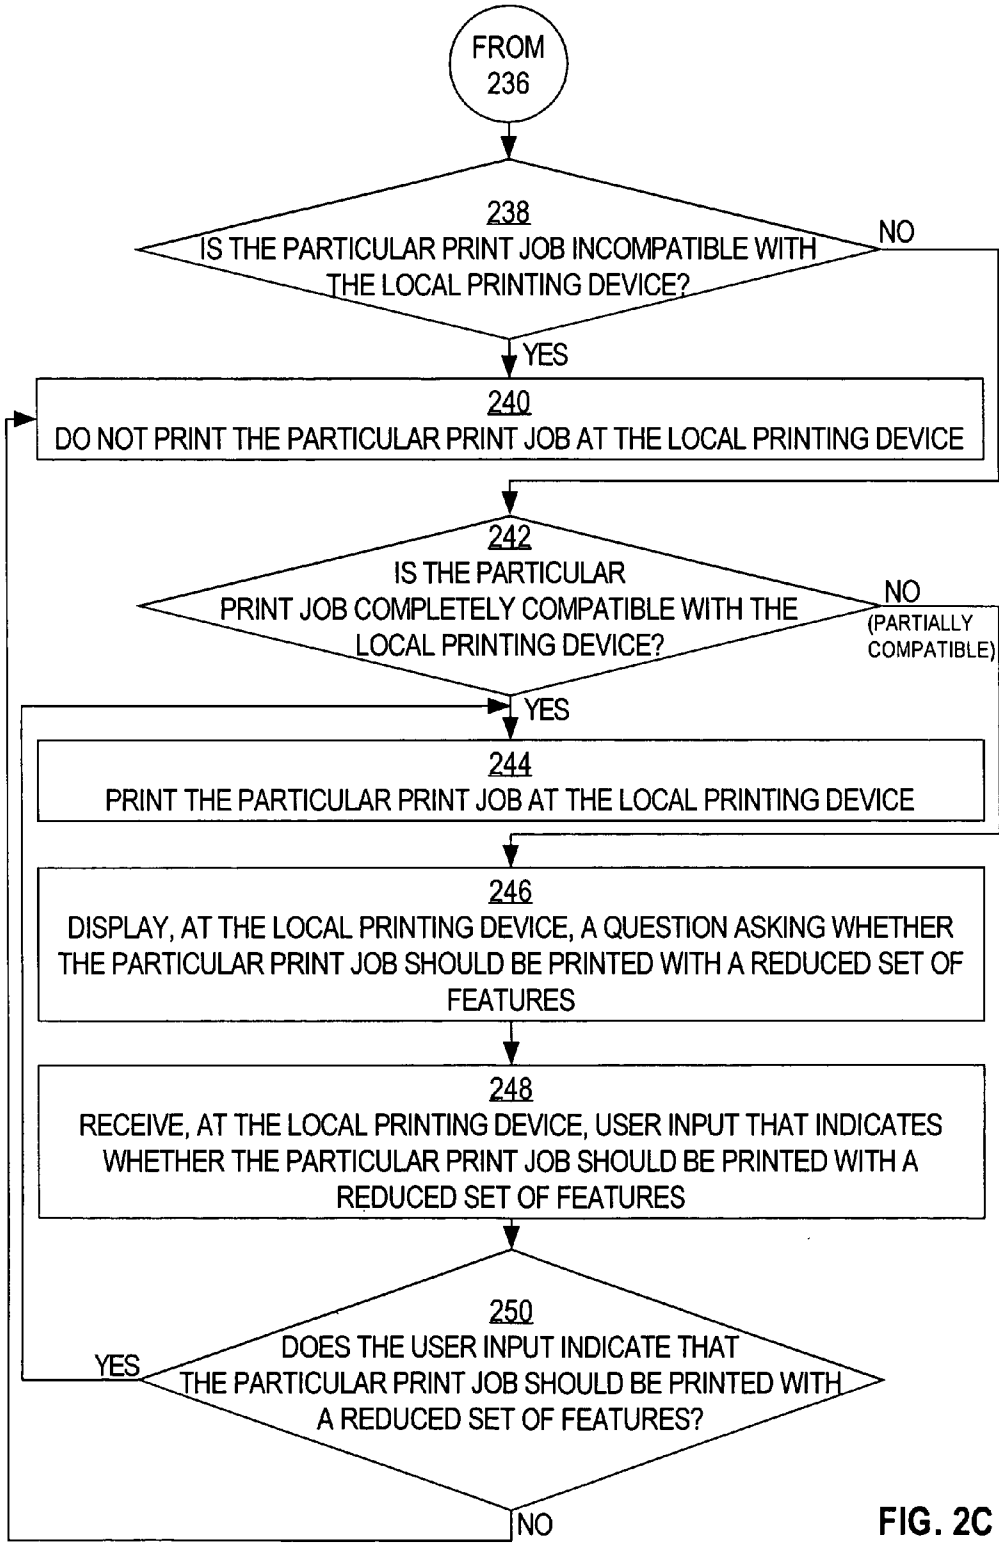 FROM
236
238
IS THE PARTICULAR PRINT JOB INCOMPATIBLE WITH
THE LOCAL PRINTING DEVICE?
NO
YES
240
DO NOT PRINT THE PARTICULAR PRINT JOB AT THE LOCAL PRINTING DEVICE
242
IS THE PARTICULAR
PRINT JOB COMPLETELY COMPATIBLE WITH THE
LOCAL PRINTING DEVICE?
NO
(PARTIALLY
COMPATIBLE)
YES
244
PRINT THE PARTICULAR PRINT JOB AT THE LOCAL PRINTING DEVICE
246
DISPLAY, AT THE LOCAL PRINTING DEVICE, A QUESTION ASKING WHETHER
THE PARTICULAR PRINT JOB SHOULD BE PRINTED WITH A REDUCED SET OF
FEATURES
248
RECEIVE, AT THE LOCAL PRINTING DEVICE, USER INPUT THAT INDICATES
WHETHER THE PARTICULAR PRINT JOB SHOULD BE PRINTED WITH A
REDUCED SET OF FEATURES
250
DOES THE USER INPUT INDICATE THAT
THE PARTICULAR PRINT JOB SHOULD BE PRINTED WITH
A REDUCED SET OF FEATURES?
YES
NO
FIG. 2C